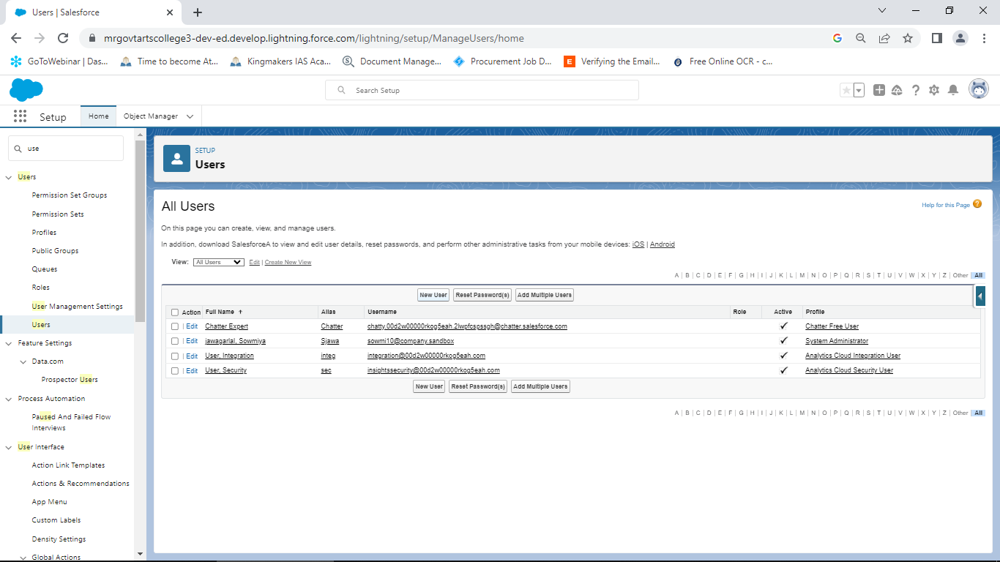 Users | Salesforce
mrgovtartscollege3-dev-ed.develop.lightning.force.com/lightning/setup/ManageUsers/home
GoToWebinar | Das... Time to become At... Kingmakers IAS Aca... Document Manage... Procurement Job D... Verifying the Email... Free Online OCR - c...
Search Setup
Setup Home Object Manager
use
Users
Permission Set Groups
Permission Sets
Profiles
Public Groups
Queues
Roles
User Management Settings
Users
Feature Settings
Data.com
Prospector Users
Process Automation
Paused And Failed Flow
Interviews
User Interface
Action Link Templates
Actions & Recommendations
App Menu
Custom Labels
Density Settings
Global Actions
SETUP
Users
All Users
Help for this Page ?
On this page you can create, view, and manage users.
In addition, download SalesforceA to view and edit user details, reset passwords, and perform other administrative tasks from your mobile devices: iOS | Android
View: All Users Edit | Create New View
A | B | C | D | E | F | G | H | I | J | K | L | M | N | O | P | Q | R | S | T | U | V | W | X | Y | Z | Other | All
New User Reset Password(s) Add Multiple Users
Action Full Name ↑ Alias Username Role Active Profile
| Edit Chatter Expert Chatter chatty.00d2w00000rkog5eah.2lwpfcspssgh@chatter.salesforce.com ✓ Chatter Free User
| Edit jawagarlal, Sowmiya Sjawa sowmi10@company.sandbox ✓ System Administrator
| Edit User, Integration integ integration@00d2w00000rkog5eah.com ✓ Analytics Cloud Integration User
| Edit User, Security sec insightssecurity@00d2w00000rkog5eah.com ✓ Analytics Cloud Security User
New User Reset Password(s) Add Multiple Users
A | B | C | D | E | F | G | H | I | J | K | L | M | N | O | P | Q | R | S | T | U | V | W | X | Y | Z | Other | All